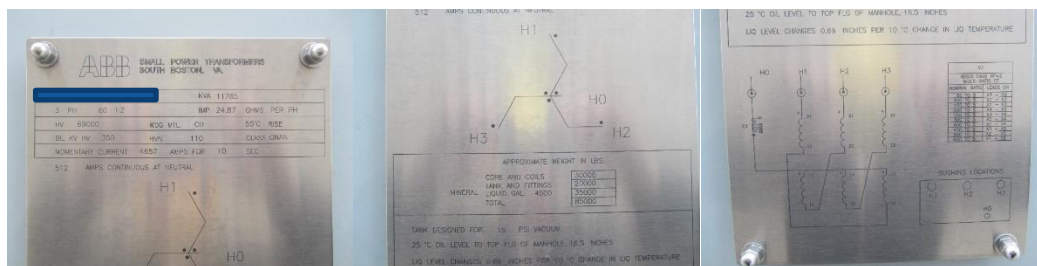 ABB SMALL POWER TRANSFORMERS
SOUTH BOSTON, VA.
KVA 11765
3 PH 60 HZ IMP 24.87 OHMS PER PH
HV 69000 WDG MTL CU 55°C RISE
BIL KV HV 350 HVN 110 CLASS ONAN
MOMENTARY CURRENT 4657 AMPS FOR 10 SEC
512 AMPS CONTINUOUS AT NEUTRAL
H1
H0
512 AMPS CONTINUOUS AT NEUTRAL
H1
H0
H3
H2
APPROXIMATE WEIGHT IN LBS.
CORE AND COILS 30000
TANK AND FITTINGS 20000
MINERAL LIQUID GAL. 4500 35000
TOTAL 85000
TANK DESIGNED FOR 15 PSI VACUUM
25 °C OIL LEVEL TO TOP FLG OF MANHOLE, 18.5 INCHES
LIQ LEVEL CHANGES 0.69 INCHES PER 10 °C CHANGE IN LIQ TEMPERATURE
25 °C OIL LEVEL TO TOP FLG OF MANHOLE, 18.5 INCHES
LIQ LEVEL CHANGES 0.69 INCHES PER 10 °C CHANGE IN LIQ TEMPERATURE
H0 H1 H2 H3
BUSHING LOCATIONS
H1 H2 H3
H0